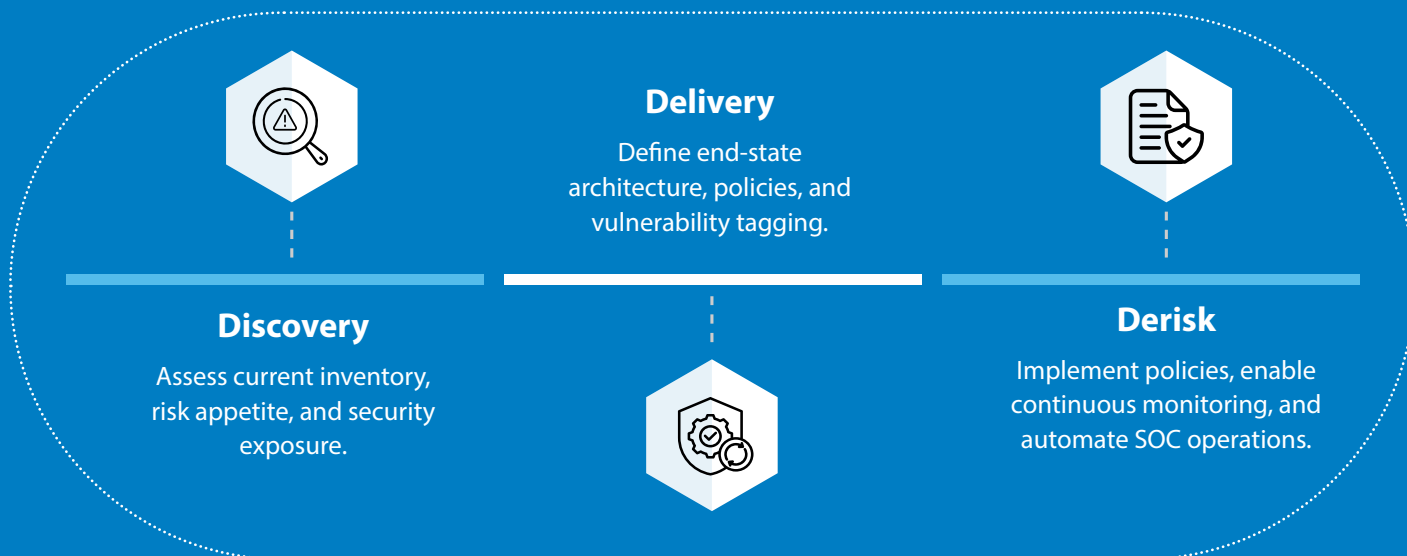 Discovery
Assess current inventory,
risk appetite, and security
exposure.
Delivery
Define end-state
architecture, policies, and
vulnerability tagging.
Derisk
Implement policies, enable
continuous monitoring, and
automate SOC operations.